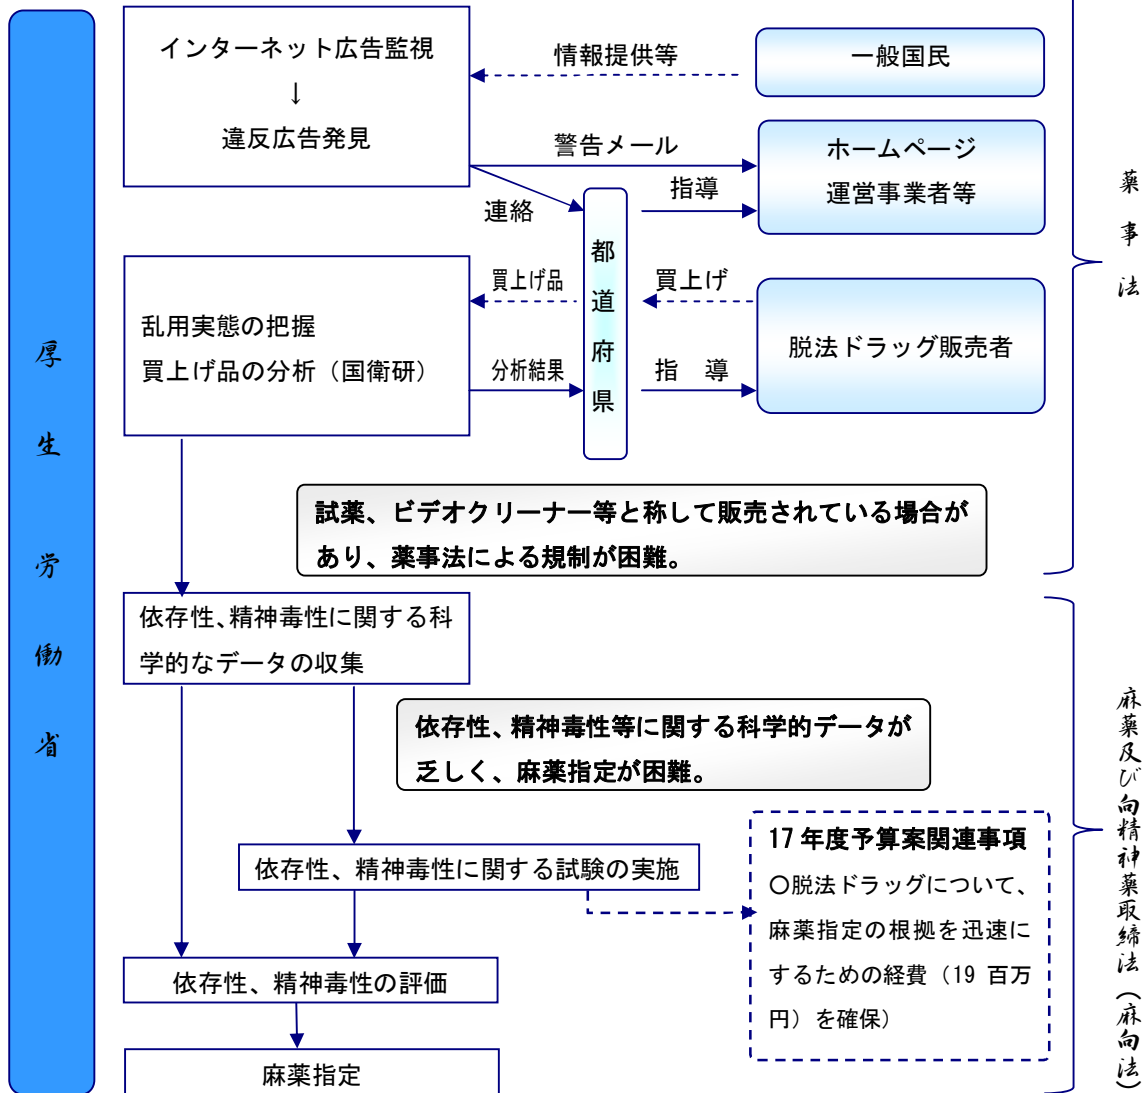 厚生労働省
インターネット広告監視
↓
違反広告発見
情報提供等
一般国民
警告メール
ホームページ
運営事業者等
連絡
指導
都道府県
買上げ品
買上げ
乱用実態の把握
買上げ品の分析（国衛研）
分析結果
指　導
脱法ドラッグ販売者
試薬、ビデオクリーナー等と称して販売されている場合が
あり、薬事法による規制が困難。
薬事法
依存性、精神毒性に関する科
学的なデータの収集
依存性、精神毒性等に関する科学的データが
乏しく、麻薬指定が困難。
依存性、精神毒性に関する試験の実施
17年度予算案関連事項
○脱法ドラッグについて、
麻薬指定の根拠を迅速に
するための経費（19 百万
円）を確保）
依存性、精神毒性の評価
麻薬指定
麻薬及び向精神薬取締法（麻向法）